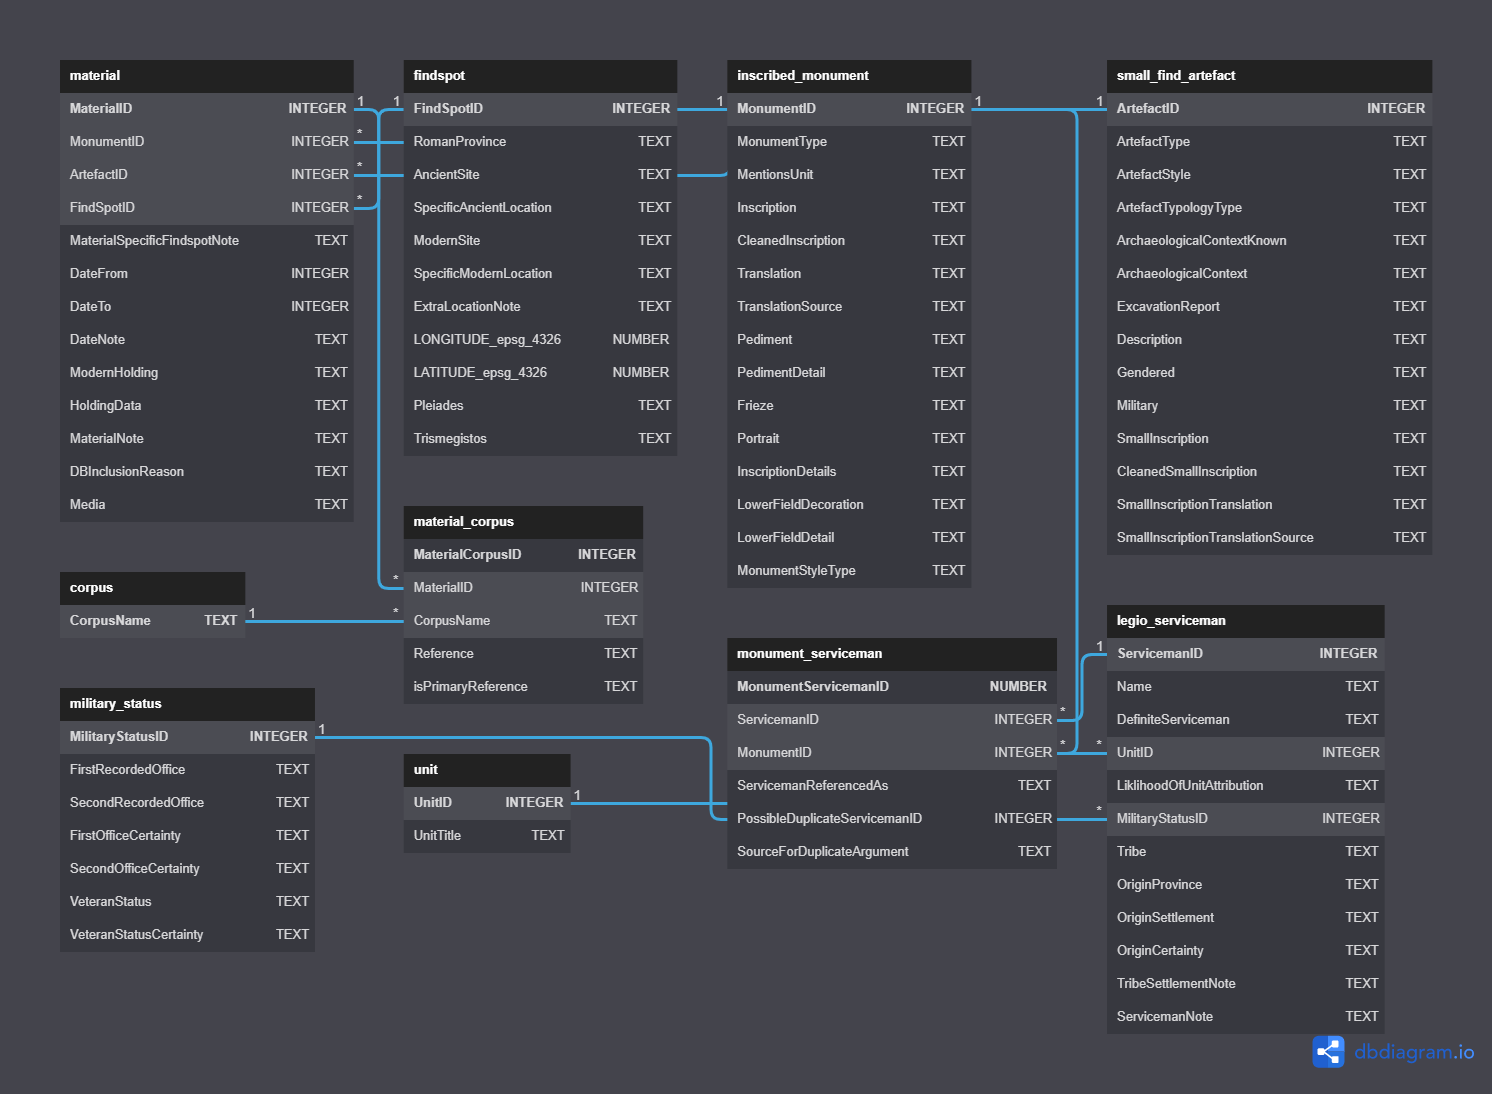 material
MaterialID INTEGER
MonumentID INTEGER
ArtefactID INTEGER
FindSpotID INTEGER
MaterialSpecificFindspotNote TEXT
DateFrom INTEGER
DateTo INTEGER
DateNote TEXT
ModernHolding TEXT
HoldingData TEXT
MaterialNote TEXT
DBInclusionReason TEXT
Media TEXT
1
*
*
*
findspot
1
FindSpotID INTEGER
RomanProvince TEXT
AncientSite TEXT
SpecificAncientLocation TEXT
ModernSite TEXT
SpecificModernLocation TEXT
ExtraLocationNote TEXT
LONGITUDE_epsg_4326 NUMBER
LATITUDE_epsg_4326 NUMBER
Pleiades TEXT
Trismegistos TEXT
inscribed_monument
1
MonumentID INTEGER
1
MonumentType TEXT
MentionsUnit TEXT
Inscription TEXT
CleanedInscription TEXT
Translation TEXT
TranslationSource TEXT
Pediment TEXT
PedimentDetail TEXT
Frieze TEXT
Portrait TEXT
InscriptionDetails TEXT
LowerFieldDecoration TEXT
LowerFieldDetail TEXT
MonumentStyleType TEXT
small_find_artefact
1
ArtefactID INTEGER
ArtefactType TEXT
ArtefactStyle TEXT
ArtefactTypologyType TEXT
ArchaeologicalContextKnown TEXT
ArchaeologicalContext TEXT
ExcavationReport TEXT
Description TEXT
Gendered TEXT
Military TEXT
SmallInscription TEXT
CleanedSmallInscription TEXT
SmallInscriptionTranslation TEXT
SmallInscriptionTranslationSource TEXT
material_corpus
MaterialCorpusID INTEGER
*
MaterialID INTEGER
*
CorpusName TEXT
Reference TEXT
isPrimaryReference TEXT
corpus
CorpusName TEXT
1
military_status
MilitaryStatusID INTEGER
1
FirstRecordedOffice TEXT
SecondRecordedOffice TEXT
FirstOfficeCertainty TEXT
SecondOfficeCertainty TEXT
VeteranStatus TEXT
VeteranStatusCertainty TEXT
unit
UnitID INTEGER
1
UnitTitle TEXT
monument_serviceman
MonumentServicemanID NUMBER
ServicemanID INTEGER
*
MonumentID INTEGER
*
ServicemanReferencedAs TEXT
PossibleDuplicateServicemanID INTEGER
SourceForDuplicateArgument TEXT
legio_serviceman
1
ServicemanID INTEGER
Name TEXT
DefiniteServiceman TEXT
*
UnitID INTEGER
LiklihoodOfUnitAttribution TEXT
*
MilitaryStatusID INTEGER
Tribe TEXT
OriginProvince TEXT
OriginSettlement TEXT
OriginCertainty TEXT
TribeSettlementNote TEXT
ServicemanNote TEXT
dbdiagram.io